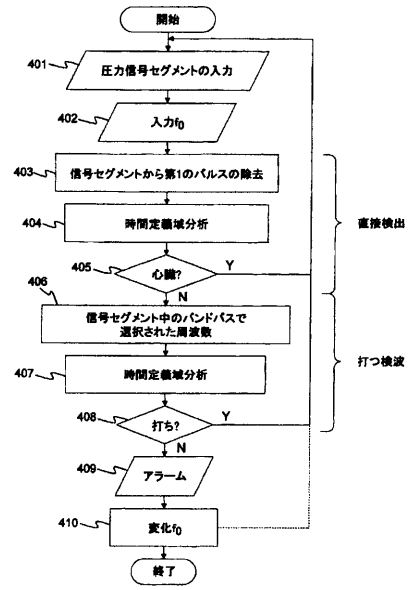 開始
401
圧力信号セグメントの入力
402
入力f0
403
信号セグメントから第1のパルスの除去
404
時間定義域分析
405
心臓?
Y
N
直接検出
406
信号セグメント中のバンドパスで
選択された周波数
407
時間定義域分析
打つ検波
408
打ち?
Y
N
409
アラーム
410
変化f0
終了